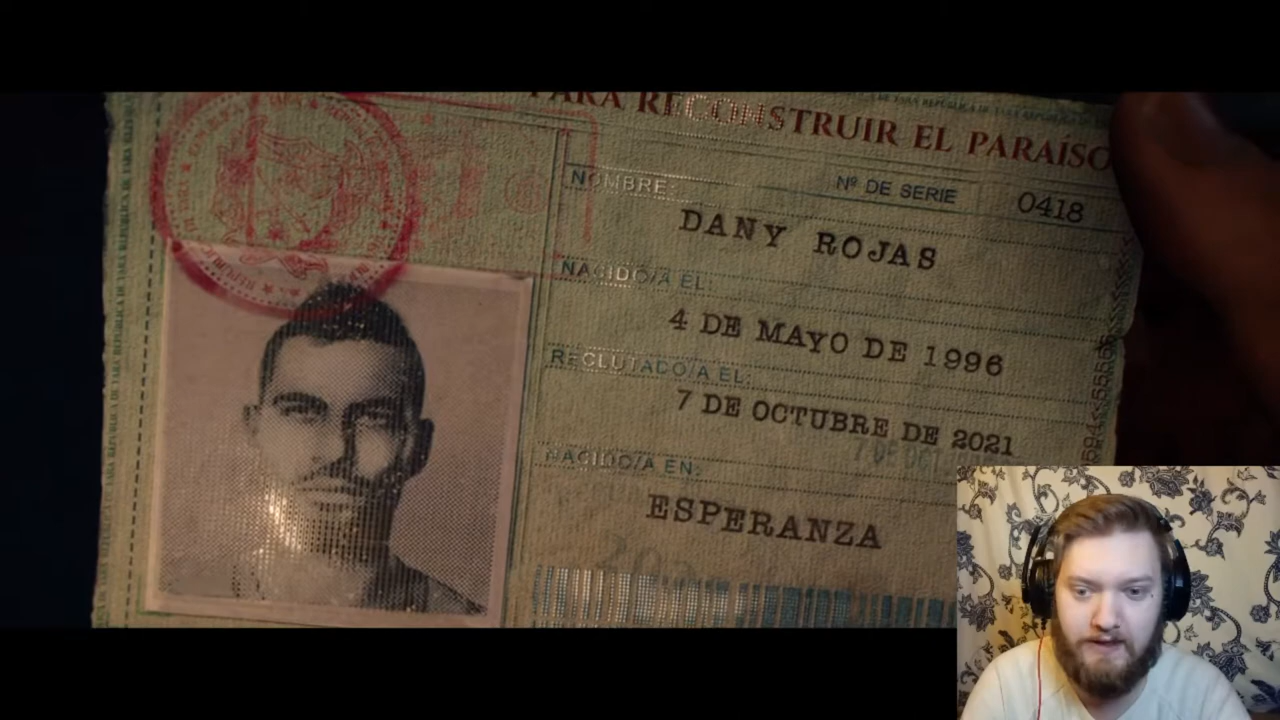 PARA RECONSTRUIR EL PARAÍSO
NOMBRE:
Nº DE SERIE
0418
DANY ROJAS
NACIDO/A EL:
4 DE MAYO DE 1996
RECLUTADO/A EL:
7 DE OCTUBRE DE 2021
NACIDO/A EN:
ESPERANZA